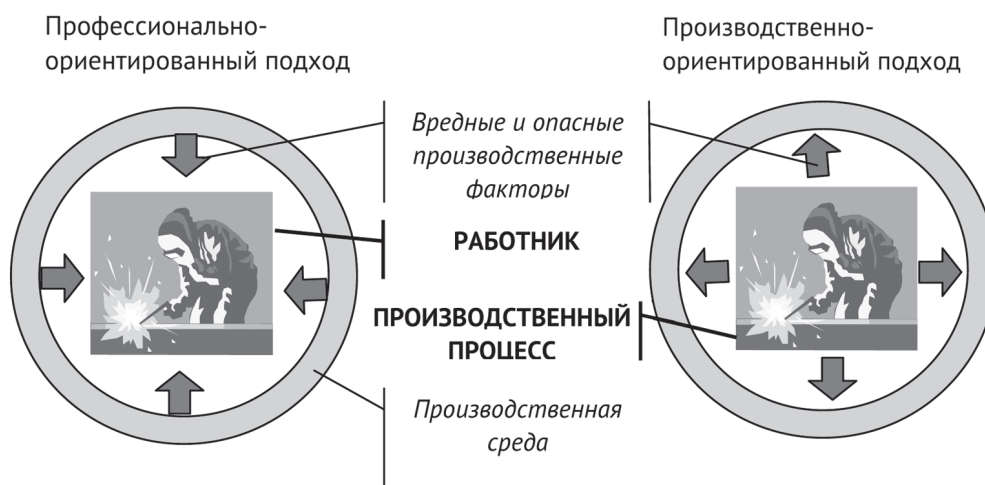 Профессионально-
ориентированный подход
Производственно-
ориентированный подход
Вредные и опасные
производственные
факторы
РАБОТНИК
ПРОИЗВОДСТВЕННЫЙ
ПРОЦЕСС
Производственная
среда